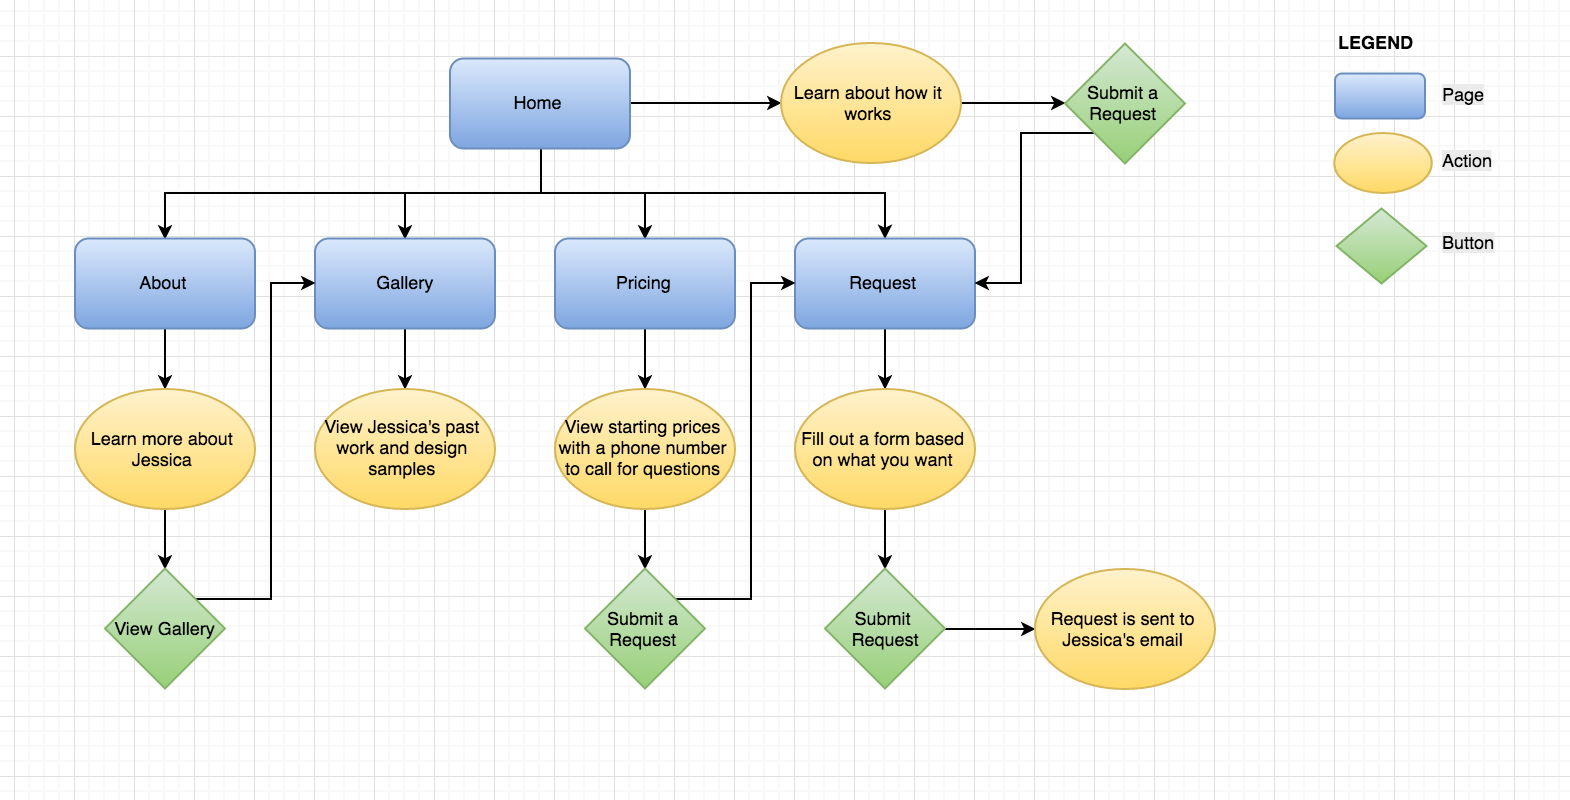 LEGEND
Home
Learn about how it
works
Submit a
Request
Page
Action
Button
About
Gallery
Pricing
Request
Learn more about
Jessica
View Jessica's past
work and design
samples
View starting prices
with a phone number
to call for questions
Fill out a form based
on what you want
View Gallery
Submit a
Request
Submit
Request
Request is sent to
Jessica's email